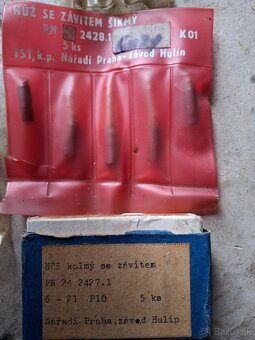 NŮŽ SE ZÁVITEM ŠIKMÝ
PN 2428.1 K01
5 ks
TST, k.p. Nářadí Praha-závod Hulín
Nůž kolmý se závitem
PN 24 2427.1
6 - 21 P10 5 ks
Nářadí Praha, závod Hulín